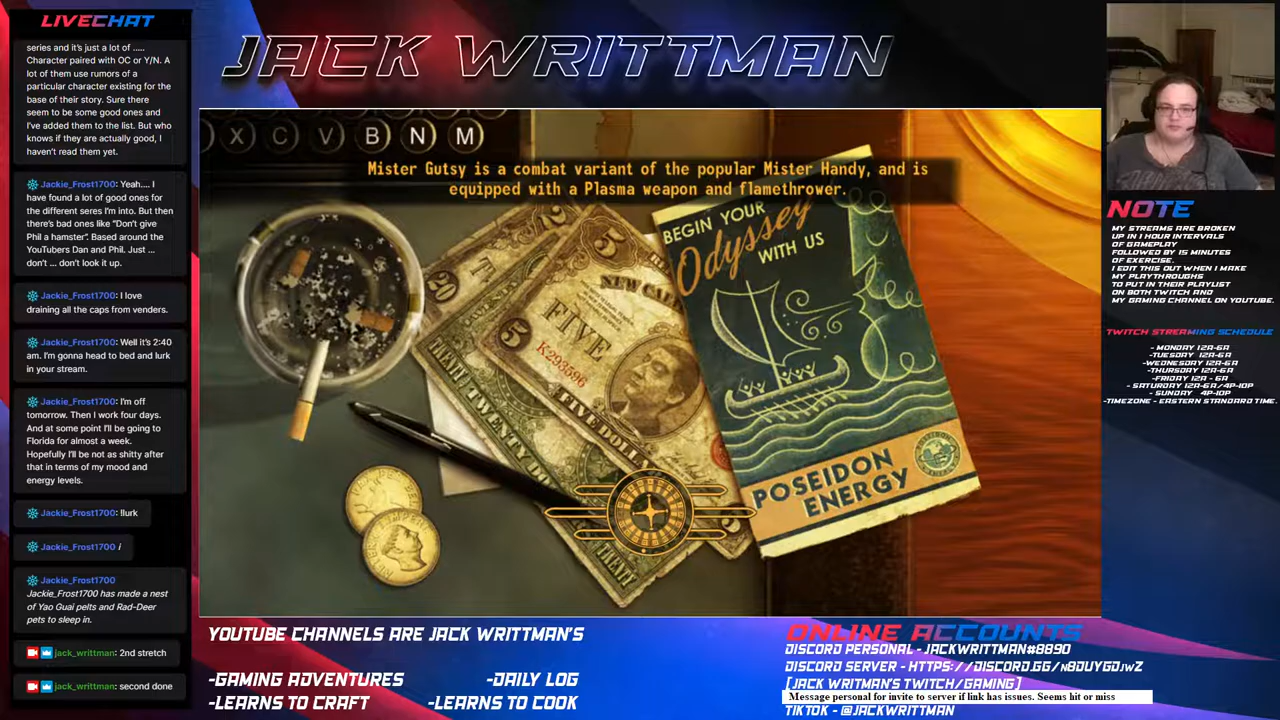 LIVECHAT
series and it's just a lot of .....
Character paired with OC or Y/N. A
lot of them use rumors of a
particular character existing for the
base of their story. Sure there
seem to be some good ones and
I've added them to the list. But who
knows if they are actually good, I
haven't read them yet.
Jackie_Frost1700: Yeah.... I
have found a lot of good ones for
the different seres I'm into. But then
there's bad ones like "Don't give
Phil a hamster". Based around the
YouTubers Dan and Phil. Just ...
don't ... don't look it up.
Jackie_Frost1700: I love
draining all the caps from venders.
Jackie_Frost1700: Well it's 2:40
am. I'm gonna head to bed and lurk
in your stream.
Jackie_Frost1700: I'm off
tomorrow. Then I work four days.
And at some point I'll be going to
Florida for almost a week.
Hopefully I'll be not as shitty after
that in terms of my mood and
energy levels.
Jackie_Frost1700: !lurk
Jackie_Frost1700 /
Jackie_Frost1700
Jackie_Frost1700 has made a nest
of Yao Guai pelts and Rad-Deer
pets to sleep in.
jack_writtman: 2nd stretch
jack_writtman: second done
JACK WRITTMAN
X C V B N M
Mister Gutsy is a combat variant of the popular Mister Handy, and is
equipped with a Plasma weapon and flamethrower.
BEGIN YOUR
Odyssey
WITH US
POSEIDON
ENERGY
20
5
NEW CAL
FIVE
5
K293596
FIVE DOLL
TWENTY
TWENTY
NOTE
MY STREAMS ARE BROKEN
UP IN 1 HOUR INTERVALS
OF GAMEPLAY
FOLLOWED BY 15 MINUTES
OF EXERCISE.
I EDIT THIS OUT WHEN I MAKE
MY PLAYTHROUGHS
TO PUT IN THEIR PLAYLIST
ON BOTH TWITCH AND
MY GAMING CHANNEL ON YOUTUBE.
TWITCH STREAMING SCHEDULE
- MONDAY 12A-6A
-TUESDAY 12A-6A
-WEDNESDAY 12A-6A
-THURSDAY 12A-6A
-FRIDAY 12A - 6A
- SATURDAY 12A-6A/4P-10P
- SUNDAY 4P-10P
-TIMEZONE - EASTERN STANDARD TIME.
YOUTUBE CHANNELS ARE JACK WRITTMAN'S
-GAMING ADVENTURES -DAILY LOG
-LEARNS TO CRAFT -LEARNS TO COOK
ONLINE ACCOUNTS
DISCORD PERSONAL - JACKWRITTMAN#8890
DISCORD SERVER - HTTPS://DISCORD.GG/N8DUYGDJWZ
[JACK WRITMAN'S TWITCH/GAMING]
Message personal for invite to server if link has issues. Seems hit or miss
TIKTOK - @JACKWRITTMAN